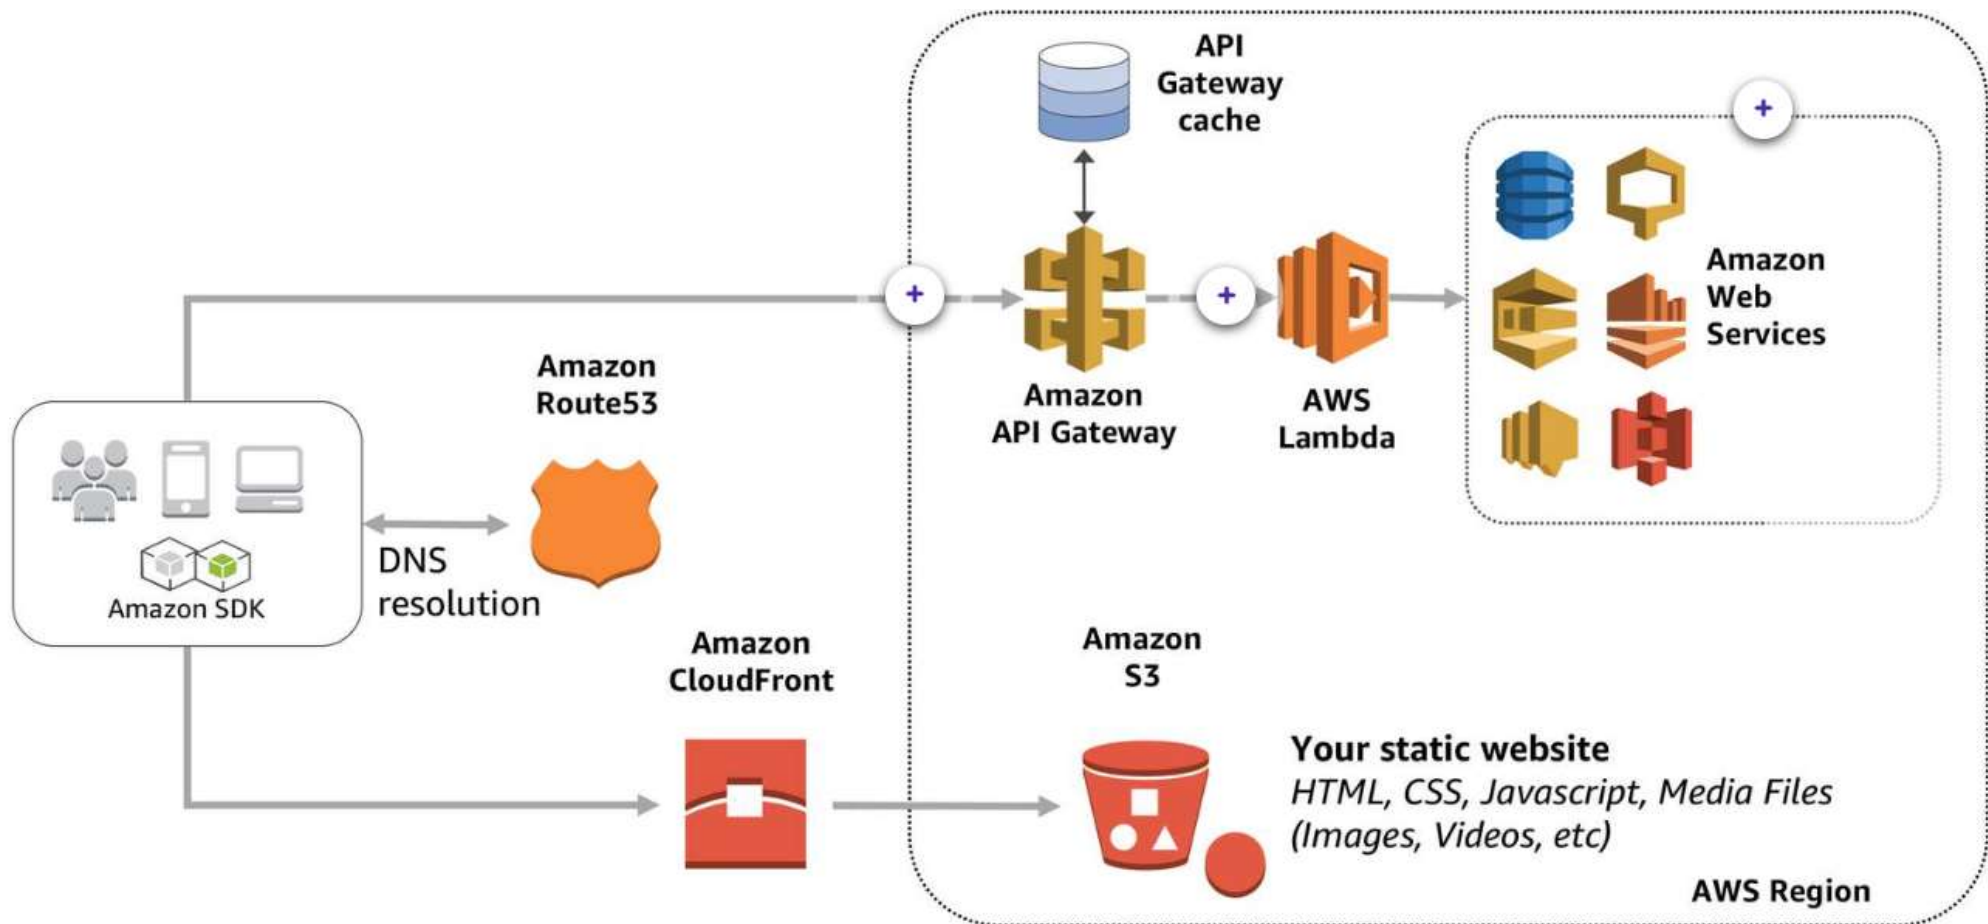 API
Gateway
cache
+
+
+
Amazon
Web
Services
Amazon
Route53
Amazon
API Gateway
AWS
Lambda
Amazon SDK
DNS
resolution
Amazon
CloudFront
Amazon
S3
Your static website
HTML, CSS, Javascript, Media Files
(Images, Videos, etc)
AWS Region